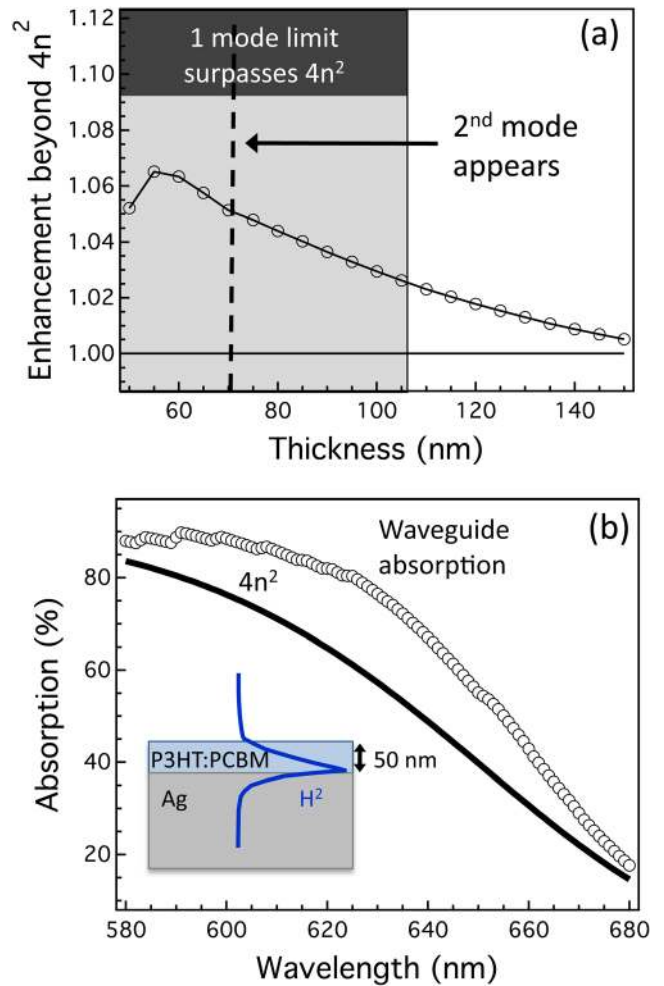 (a)
1 mode limit
surpasses 4n²
2nd mode
appears
Enhancement beyond 4n²
1.12
1.10
1.08
1.06
1.04
1.02
1.00
60 80 100 120 140
Thickness (nm)
(b)
Waveguide
absorption
4n²
Absorption (%)
80
60
40
20
P3HT:PCBM
50 nm
Ag
H²
580 600 620 640 660 680
Wavelength (nm)